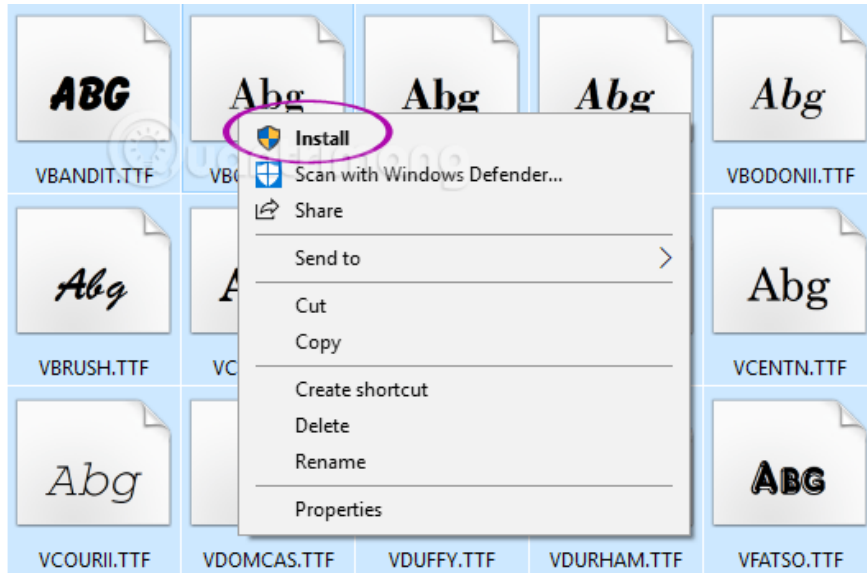 ABG Abg Abg Abg Abg
VBANDIT.TTF VBODONII.TTF
Install
Scan with Windows Defender...
Share
Abg Abg
Send to
Cut
Copy
VBRUSH.TTF VCENTN.TTF
Create shortcut
Delete
Rename
Abg ABG
Properties
VCOURII.TTF VDOMCAS.TTF VDUFFY.TTF VDURHAM.TTF VFATSO.TTF